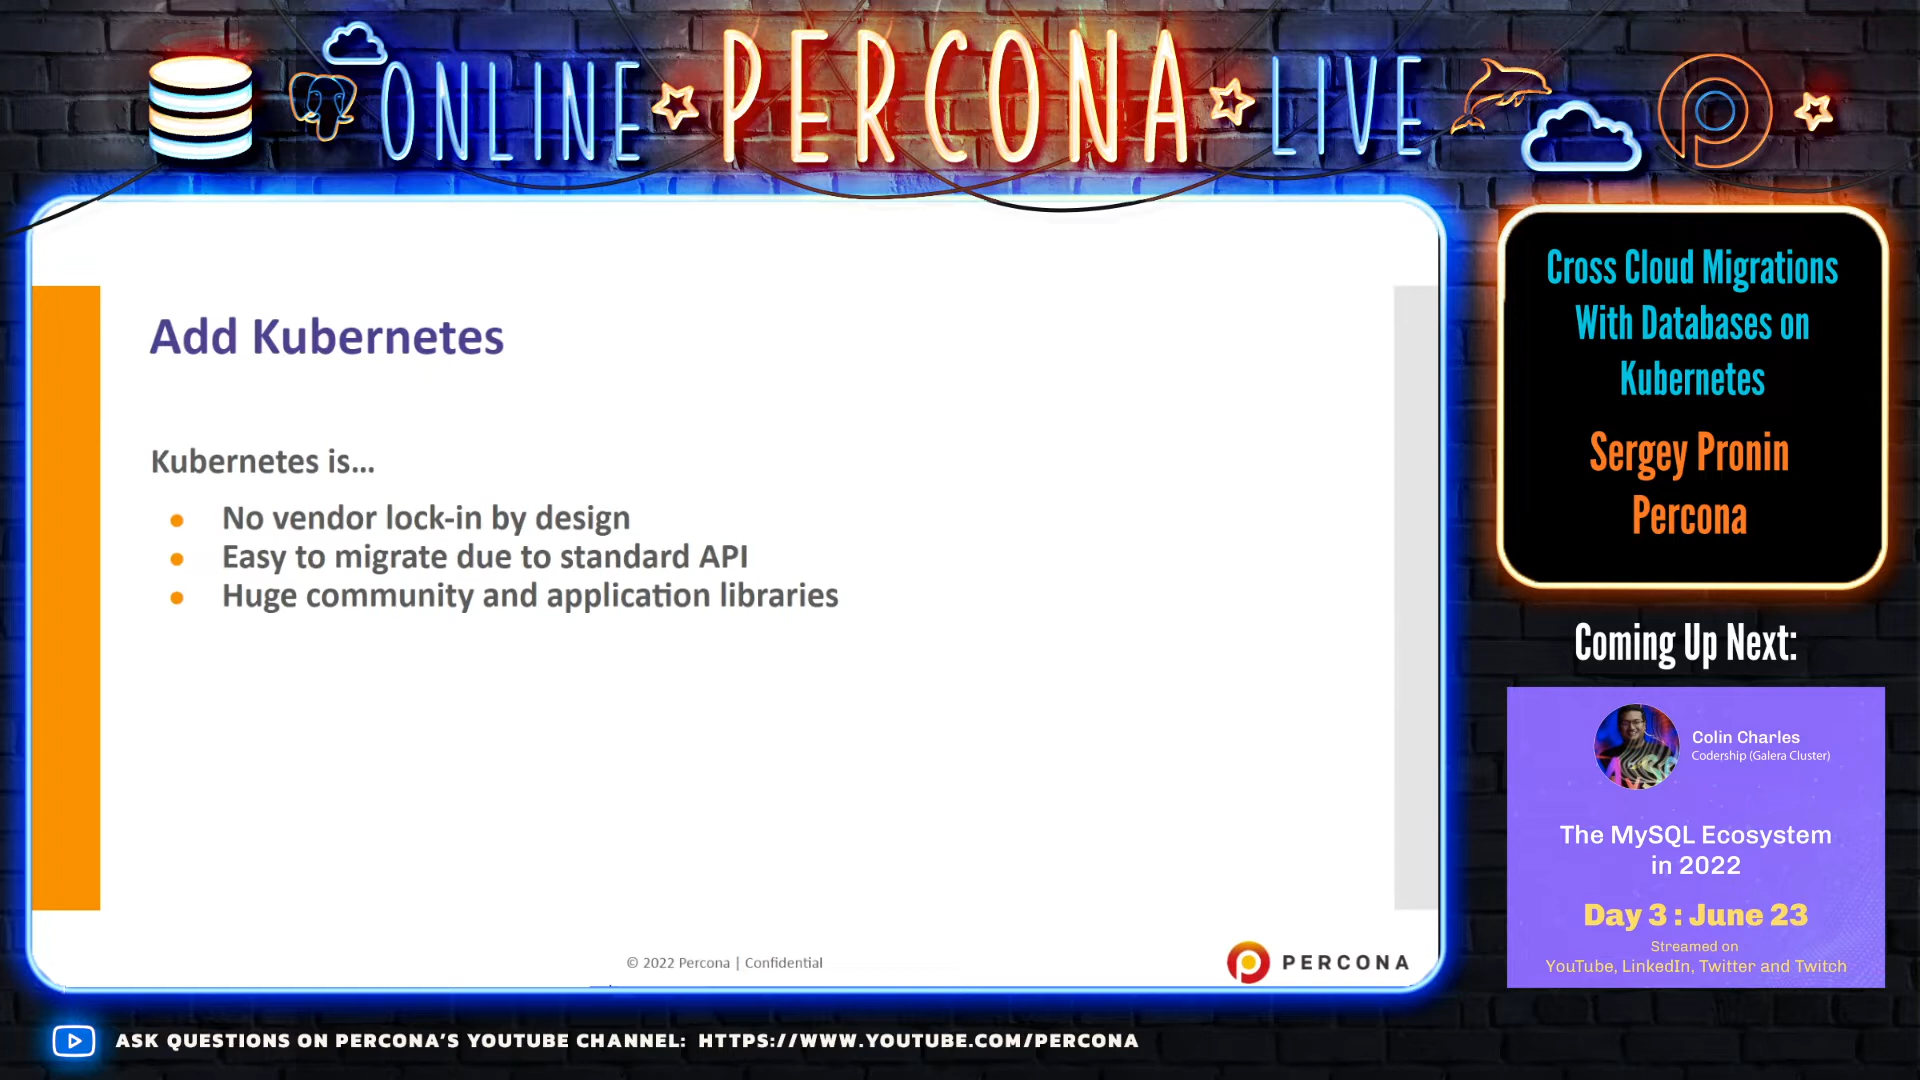 ONLINE PERCONA LIVE
Add Kubernetes
Kubernetes is...
No vendor lock-in by design
Easy to migrate due to standard API
Huge community and application libraries
© 2022 Percona | Confidential
PERCONA
Cross Cloud Migrations
With Databases on
Kubernetes
Sergey Pronin
Percona
Coming Up Next:
Colin Charles
Codership (Galera Cluster)
The MySQL Ecosystem
in 2022
Day 3 : June 23
Streamed on
YouTube, LinkedIn, Twitter and Twitch
ASK QUESTIONS ON PERCONA'S YOUTUBE CHANNEL: HTTPS://WWW.YOUTUBE.COM/PERCONA